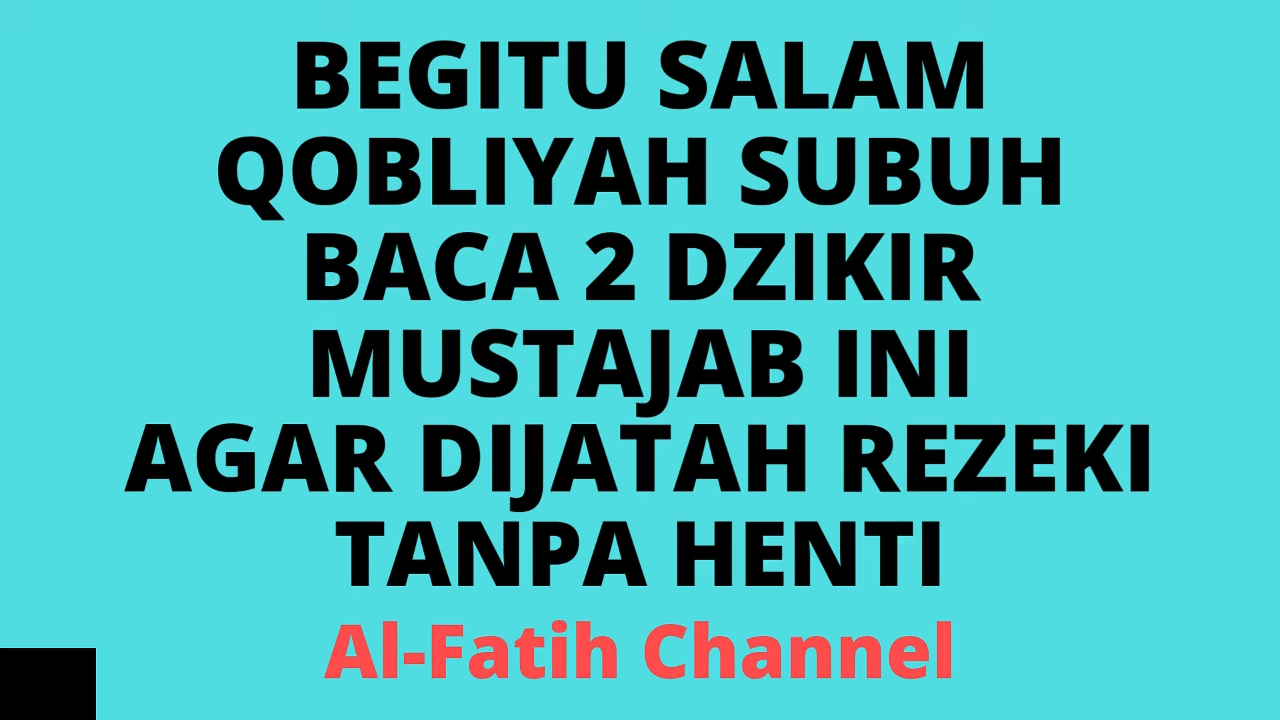 BEGITU SALAM
QOBLIYAH SUBUH
BACA 2 DZIKIR
MUSTAJAB INI
AGAR DIJATAH REZEKI
TANPA HENTI
Al-Fatih Channel